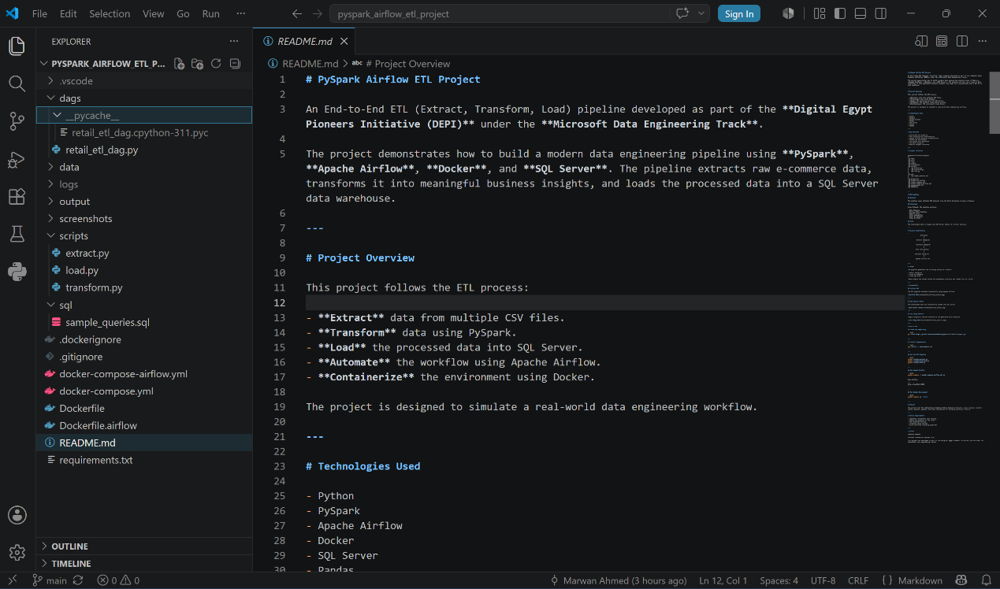 File Edit Selection View Go Run ···
pyspark_airflow_etl_project
Sign In
EXPLORER
PYSPARK_AIRFLOW_ETL_P...
.vscode
dags
__pycache__
retail_etl_dag.cpython-311.pyc
retail_etl_dag.py
data
logs
output
screenshots
scripts
extract.py
load.py
transform.py
sql
sample_queries.sql
.dockerignore
.gitignore
docker-compose-airflow.yml
docker-compose.yml
Dockerfile
Dockerfile.airflow
README.md
requirements.txt
OUTLINE
TIMELINE
README.md
README.md > abc # Project Overview
1 # PySpark Airflow ETL Project
2
3 An End-to-End ETL (Extract, Transform, Load) pipeline developed as part of the **Digital Egypt
Pioneers Initiative (DEPI)** under the **Microsoft Data Engineering Track**.
4
5 The project demonstrates how to build a modern data engineering pipeline using **PySpark**,
**Apache Airflow**, **Docker**, and **SQL Server**. The pipeline extracts raw e-commerce data,
transforms it into meaningful business insights, and loads the processed data into a SQL Server
data warehouse.
6
7 ---
8
9 # Project Overview
10
11 This project follows the ETL process:
12
13 - **Extract** data from multiple CSV files.
14 - **Transform** data using PySpark.
15 - **Load** the processed data into SQL Server.
16 - **Automate** the workflow using Apache Airflow.
17 - **Containerize** the environment using Docker.
18
19 The project is designed to simulate a real-world data engineering workflow.
20
21 ---
22
23 # Technologies Used
24
25 - Python
26 - PySpark
27 - Apache Airflow
28 - Docker
29 - SQL Server
30 - Pandas
main 0 0 Marwan Ahmed (3 hours ago) Ln 12, Col 1 Spaces: 4 UTF-8 CRLF {} Markdown